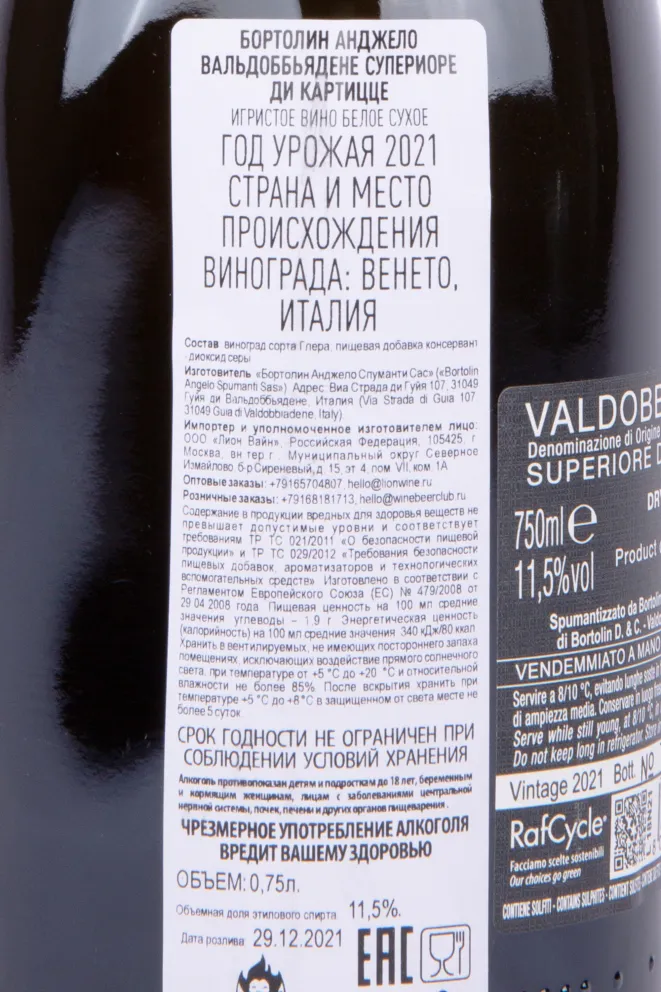 БОРТОЛИН АНДЖЕЛО
ВАЛЬДОББЬЯДЕНЕ СУПЕРИОРЕ
ДИ КАРТИЦЦЕ
ИГРИСТОЕ ВИНО БЕЛОЕ СУХОЕ
ГОД УРОЖАЯ 2021
СТРАНА И МЕСТО
ПРОИСХОЖДЕНИЯ
ВИНОГРАДА: ВЕНЕТО,
ИТАЛИЯ
Состав виноград сорта Глера, пищевая добавка консервант
диоксид серы
Изготовитель «Бортолин Анджело Спуманти Сас» («Bortolin
Angelo Spumanti Sas») Адрес: Виа Страда ди Гуйя 107, 31049
Гуйя ди Вальдоббьядене, Италия (Via Strada di Guia 107
31049 Guia di Valdobbiadene, Italy).
Импортер и уполномоченное изготовителем лицо:
ООО «Лион Вайн», Российская Федерация, 105425, г
Москва, вн тер г. Муниципальный округ Северное
Измайлово, б-р Сиреневый, д. 15, эт 4, пом VII, ком. 1А
Оптовые заказы: +79165704807, hello@lionwine.ru
Розничные заказы: +79168181713, hello@winebeerclub.ru
Содержание в продукции вредных для здоровья веществ не
превышает допустимые уровни и соответствует
требованиям ТР ТС 021/2011 «О безопасности пищевой
продукции» и ТР ТС 029/2012 «Требования безопасности
пищевых добавок, ароматизаторов и технологических
вспомогательных средств» Изготовлено в соответствии с
Регламентом Европейского Союза (ЕС) № 479/2008 от
29.04.2008 года. Пищевая ценность на 100 мл средние
значения углеводы – 1,9 г Энергетическая ценность
(калорийность) на 100 мл средние значения 340 кДж/80 ккал
Хранить в вентилируемых, не имеющих постороннего запаха
помещениях, исключающих воздействие прямого солнечного
света, при температуре от +5 °С до +20 °С и относительной
влажности не более 85%. После вскрытия хранить при
температуре +5 °С до +8°С в защищенном от света месте не
более 5 суток
СРОК ГОДНОСТИ НЕ ОГРАНИЧЕН ПРИ
СОБЛЮДЕНИИ УСЛОВИЙ ХРАНЕНИЯ
Алкоголь противопоказан детям и подросткам до 18 лет, беременным
и кормящим женщинам, лицам с заболеваниями центральной
нервной системы, почек, печени и других органов пищеварения.
ЧРЕЗМЕРНОЕ УПОТРЕБЛЕНИЕ АЛКОГОЛЯ
ВРЕДИТ ВАШЕМУ ЗДОРОВЬЮ
ОБЪЕМ: 0,75л.
Объемная доля этилового спирта 11,5%.
Дата розлива 29.12.2021
EAC
VALDOBB
Denominazione di Origine
SUPERIORE D
DR
750ml e
11,5%vol
Product o
Spumantizzato da Bortolin
di Bortolin D. & C. - Valdo
VENDEMMIATO A MANO
Servire a 8/10 °C, evitando lunghe soste in
di ampiezza media. Conservare in luogo
Serve while still young, at 8/10 °C,
Do not keep long in refrigerator. Store
Vintage 2021 Bott. No
RafCycle®
Facciamo scelte sostenibili
Our choices go green
L.18N21
CONTIENE SOLFITI - CONTAINS SULPHITES -